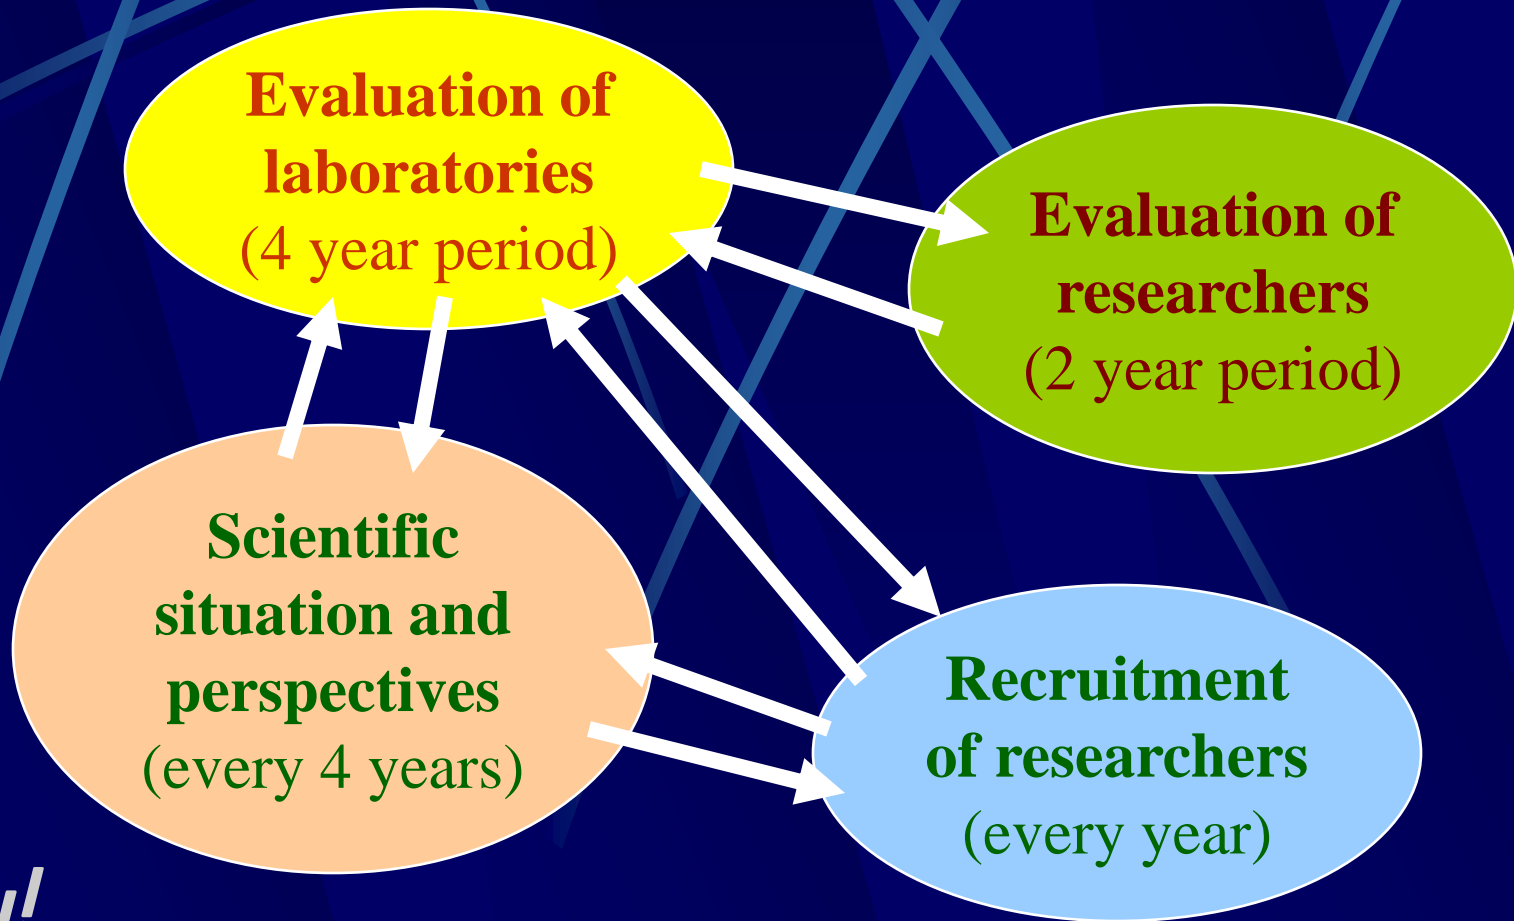 Evaluation of
laboratories
(4 year period)
Evaluation of
researchers
(2 year period)
Scientific
situation and
perspectives
(every 4 years)
Recruitment
of researchers
(every year)